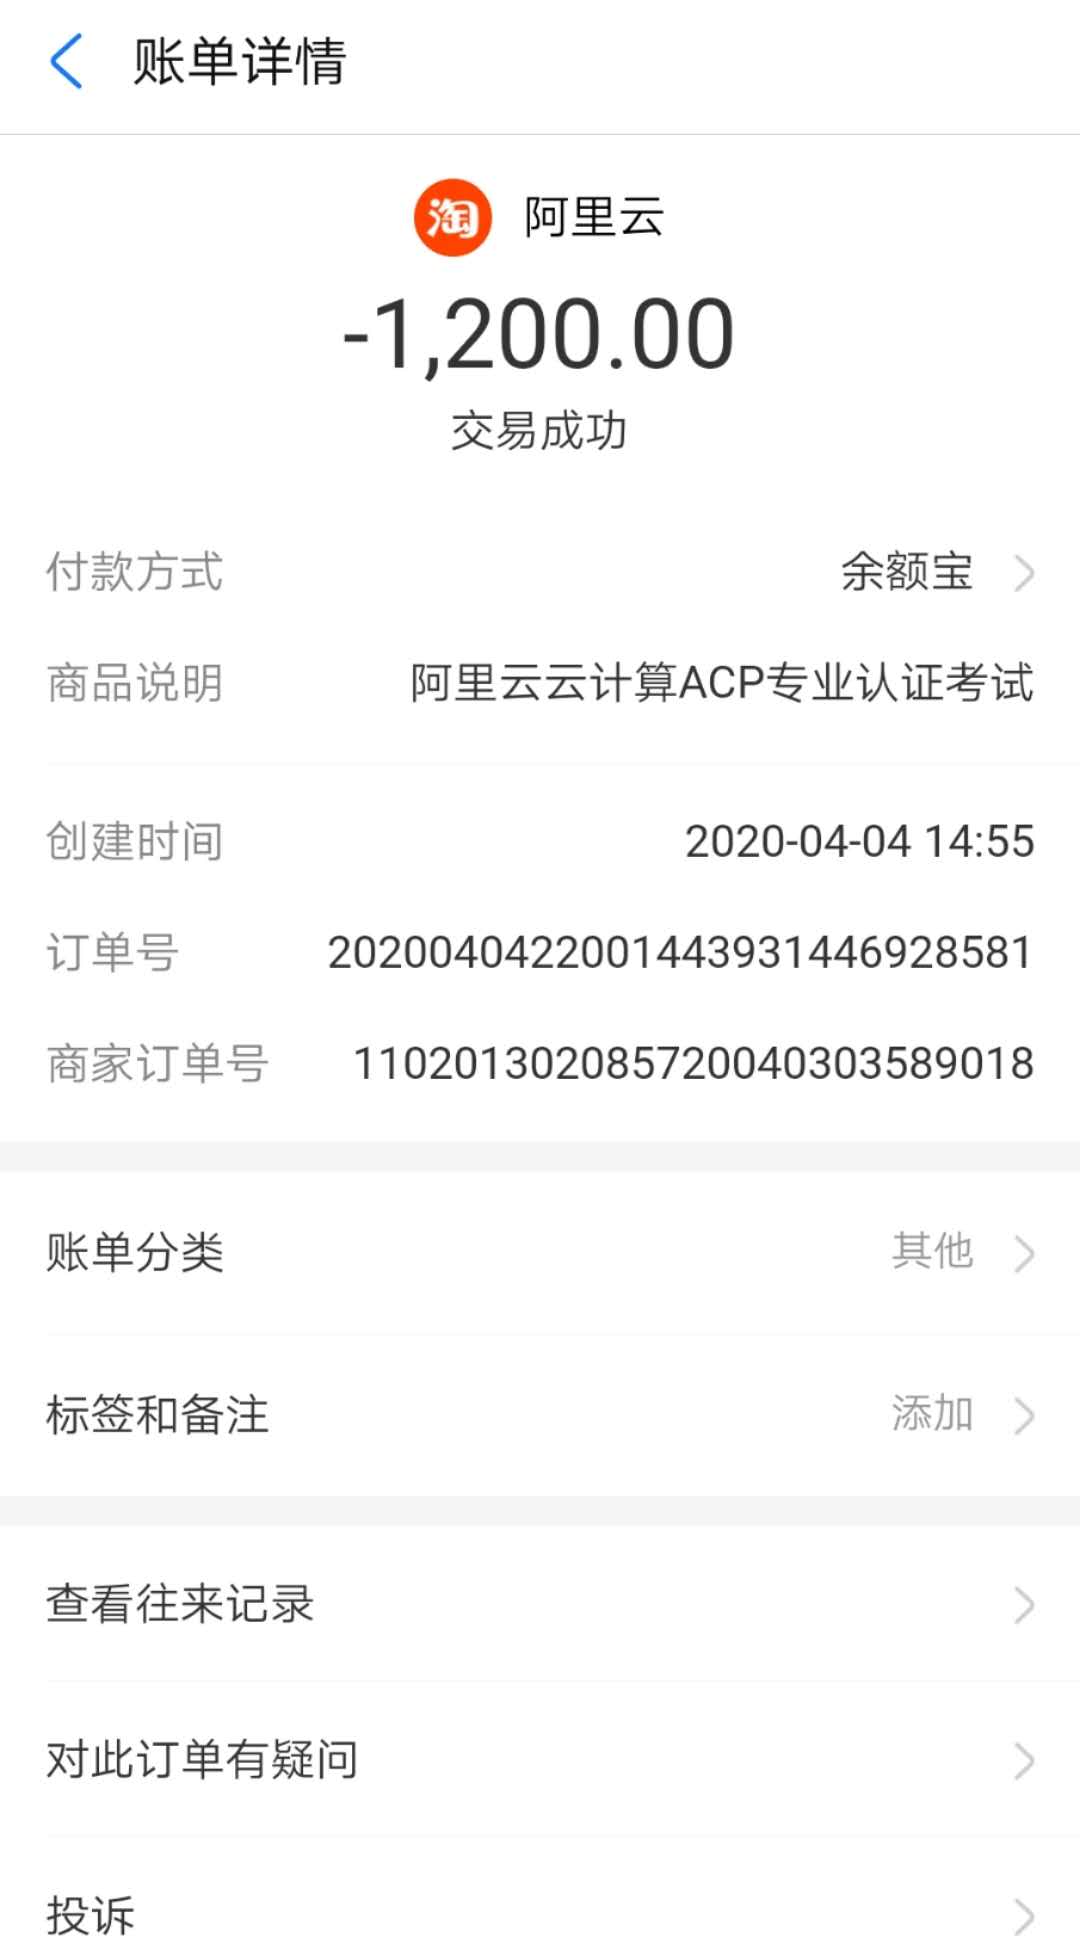 账单详情
淘 阿里云
-1,200.00
交易成功
付款方式 余额宝
商品说明 阿里云云计算ACP专业认证考试
创建时间 2020-04-04 14:55
订单号 2020040422001443931446928581
商家订单号 110201302085720040303589018
账单分类 其他
标签和备注 添加
查看往来记录
对此订单有疑问
投诉